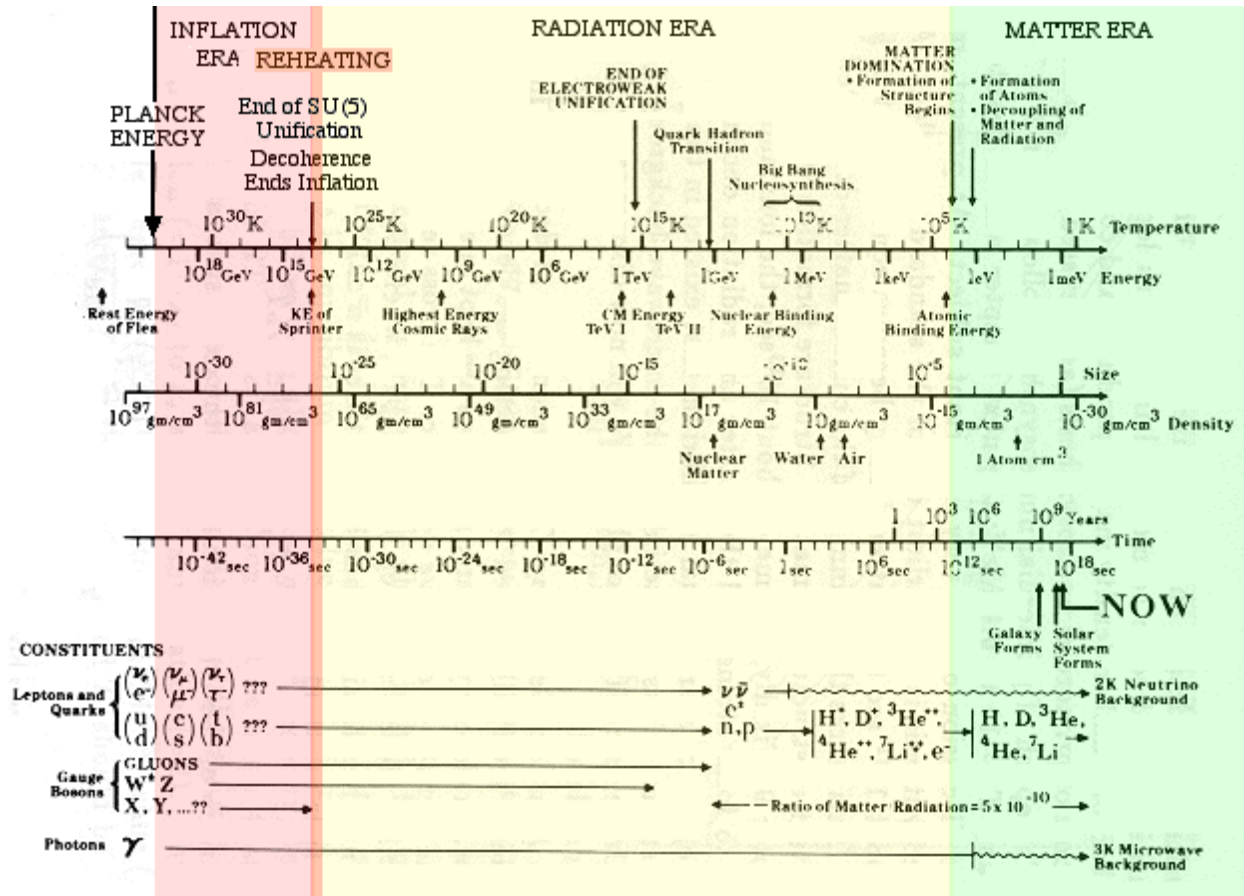 INFLATION ERA
REHEATING
RADIATION ERA
MATTER ERA
PLANCK
ENERGY
End of SU(5)
Unification
Decoherence
Ends Inflation
END OF
ELECTROWEAK
UNIFICATION
Quark Hadron
Transition
Big Bang
Nucleosynthesis
MATTER
DOMINATION
• Formation of
Structure
Begins
• Formation
of Atoms
• Decoupling of
Matter and
Radiation
10³⁰K 10²⁵K 10²⁰K 10¹⁵K 10¹⁰K 10⁵K 1K Temperature
10¹⁸GeV 10¹⁵GeV 10¹²GeV 10⁹GeV 10⁶GeV 1TeV 1GeV 1MeV 1keV 1eV 1meV Energy
Rest Energy
of Flea
KE of
Sprinter
Highest Energy
Cosmic Rays
CM Energy
TeV I TeV II
Nuclear Binding
Energy
Atomic
Binding Energy
10⁻³⁰ 10⁻²⁵ 10⁻²⁰ 10⁻¹⁵ 10⁻¹⁰ 10⁻⁵ 1 Size
10⁹⁷gm/cm³ 10⁸¹gm/cm³ 10⁶⁵gm/cm³ 10⁴⁹gm/cm³ 10³³gm/cm³ 10¹⁷gm/cm³ 10gm/cm³ 10⁻¹⁵gm/cm³ 10⁻³⁰gm/cm³ Density
Nuclear
Matter
Water
Air
1 Atom cm³
1 10³ 10⁶ 10⁹ Years
Time
10⁻⁴²sec 10⁻³⁶sec 10⁻³⁰sec 10⁻²⁴sec 10⁻¹⁸sec 10⁻¹²sec 10⁻⁶sec 1sec 10⁶sec 10¹²sec 10¹⁸sec
NOW
Galaxy
Forms
Solar
System
Forms
CONSTITUENTS
Leptons and
Quarks
(νe e⁻) (νμ μ⁻) (ντ τ⁻) ???
(u d) (c s) (t b) ???
ν ν̄
e±
n,p
H⁺, D⁺, ³He⁺⁺,
⁴He⁺⁺, ⁷Li⁺⁺⁺, e⁻
H, D, ³He,
⁴He, ⁷Li
2K Neutrino
Background
Gauge
Bosons
GLUONS
W± Z
X, Y, ...??
Ratio of Matter Radiation = 5 x 10⁻¹⁰
Photons γ
3K Microwave
Background